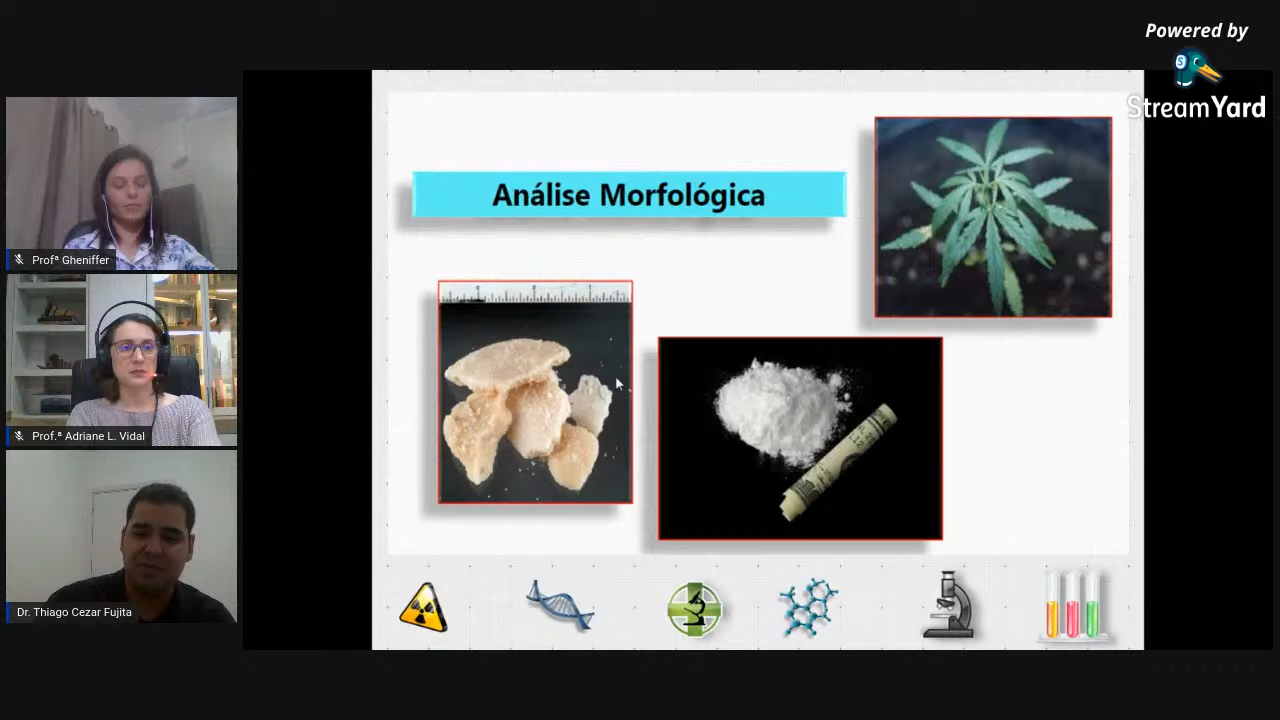 Powered by
StreamYard
Análise Morfológica
Profª Gheniffer
Prof.ª Adriane L. Vidal
Dr. Thiago Cezar Fujita